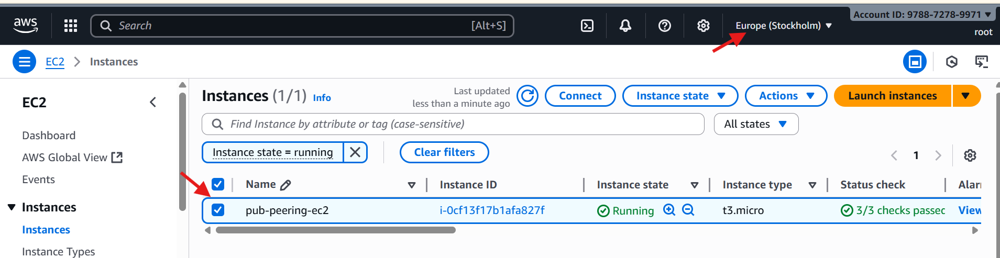 aws
Search [Alt+S]
Europe (Stockholm)
Account ID: 9788-7278-9971
root
EC2 > Instances
EC2
Dashboard
AWS Global View
Events
Instances
Instances
Instance Types
Instances (1/1) Info
Last updated
less than a minute ago
Connect
Instance state
Actions
Launch instances
Find Instance by attribute or tag (case-sensitive)
All states
Instance state = running
Clear filters
1
Name Instance ID Instance state Instance type Status check Alar
pub-peering-ec2 i-0cf13f17b1afa827f Running t3.micro 3/3 checks passec View